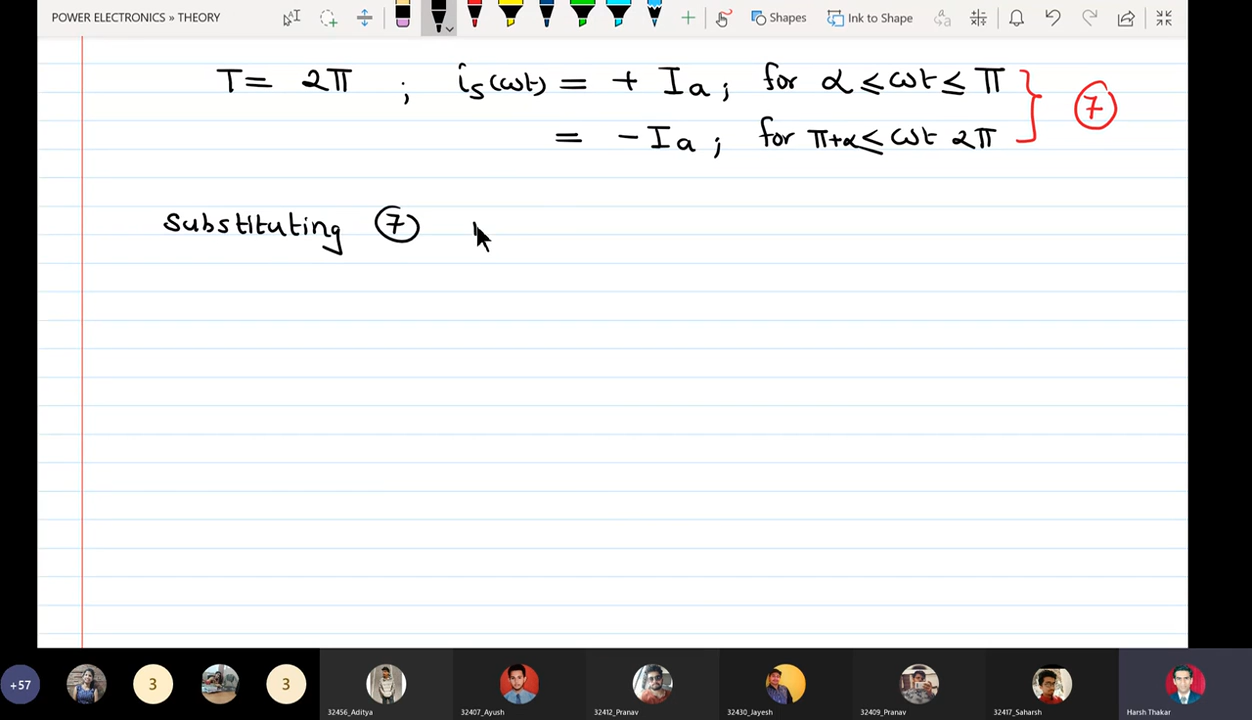 POWER ELECTRONICS » THEORY
Shapes
Ink to Shape
T = 2π ; is(ωt) = + Ia ; for α ≤ ωt ≤ π
= - Ia ; for π+α ≤ ωt 2π
7
Substituting 7
+57
3
3
32456_Aditya
32407_Ayush
32412_Pranav
32430_Jayesh
32409_Pranav
32417_Saharsh
Harsh Thakar